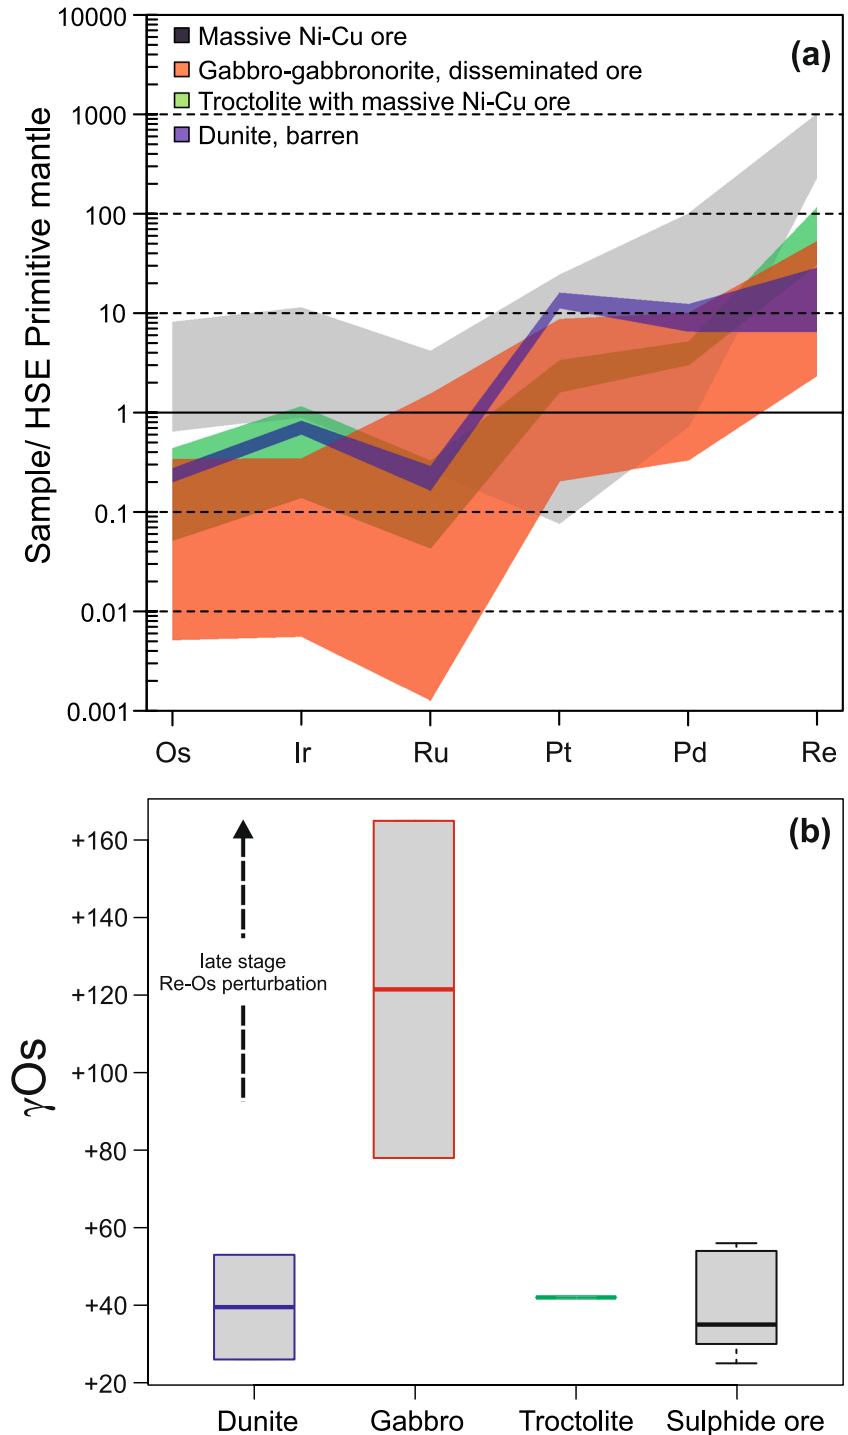 (a)
Massive Ni-Cu ore
Gabbro-gabbronorite, disseminated ore
Troctolite with massive Ni-Cu ore
Dunite, barren
Sample/ HSE Primitive mantle
10000
1000
100
10
1
0.1
0.01
0.001
Os Ir Ru Pt Pd Re
(b)
γOs
+160
+140
+120
+100
+80
+60
+40
+20
late stage
Re-Os perturbation
Dunite Gabbro Troctolite Sulphide ore